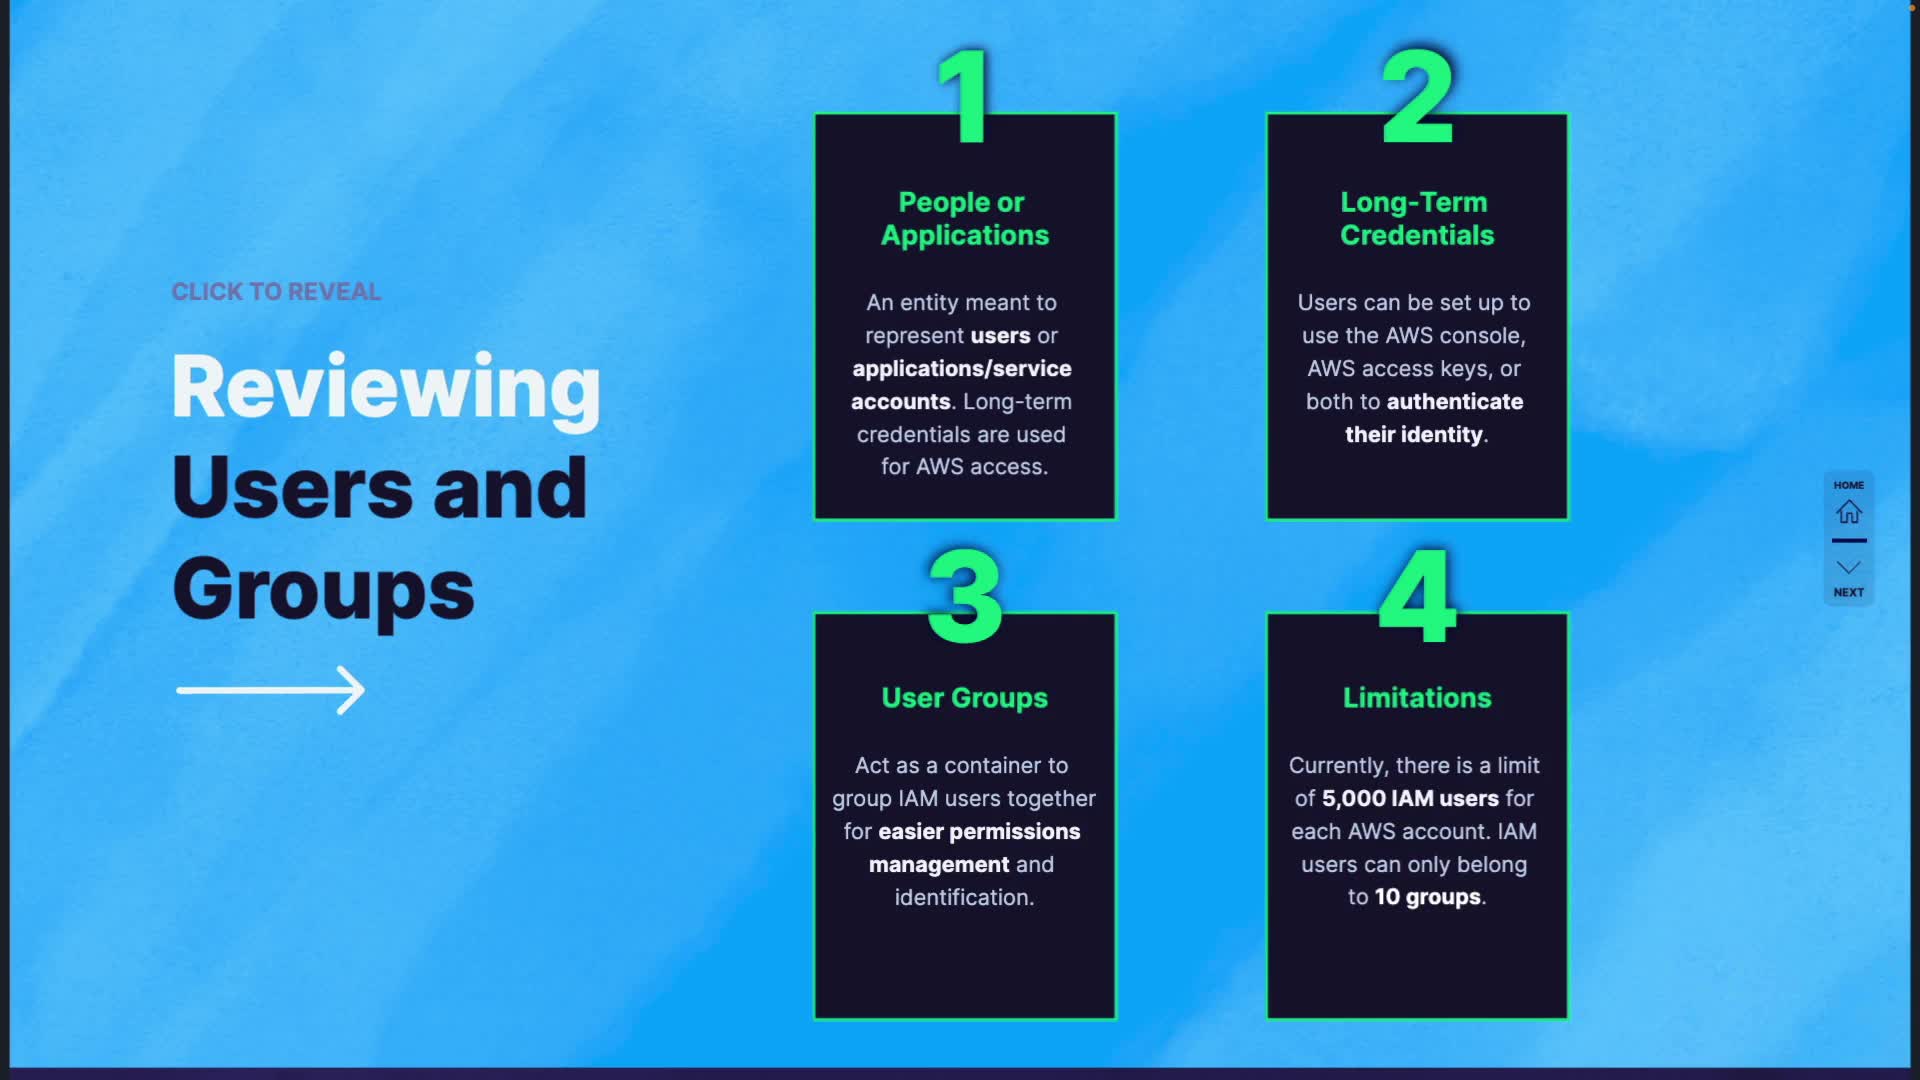 CLICK TO REVEAL
Reviewing
Users and
Groups
1
People or
Applications
An entity meant to
represent users or
applications/service
accounts. Long-term
credentials are used
for AWS access.
2
Long-Term
Credentials
Users can be set up to
use the AWS console,
AWS access keys, or
both to authenticate
their identity.
3
User Groups
Act as a container to
group IAM users together
for easier permissions
management and
identification.
4
Limitations
Currently, there is a limit
of 5,000 IAM users for
each AWS account. IAM
users can only belong
to 10 groups.
HOME
NEXT